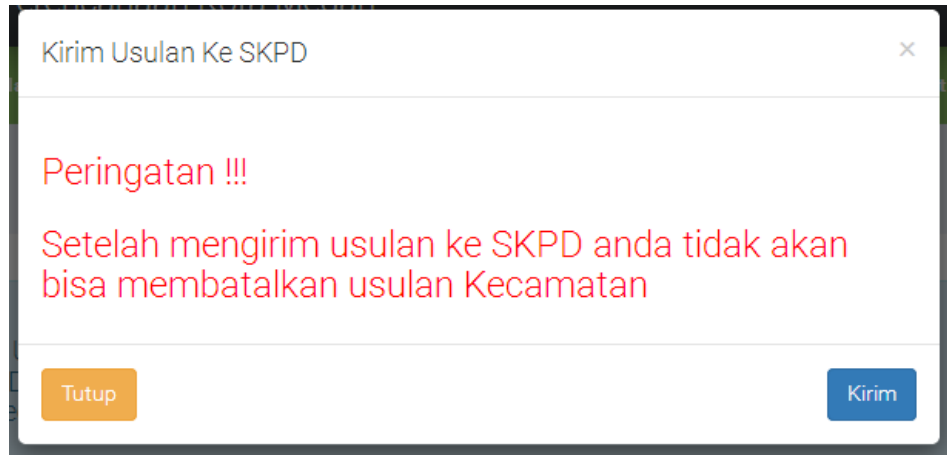 Kirim Usulan Ke SKPD
×
Peringatan !!!
Setelah mengirim usulan ke SKPD anda tidak akan
bisa membatalkan usulan Kecamatan
Tutup
Kirim